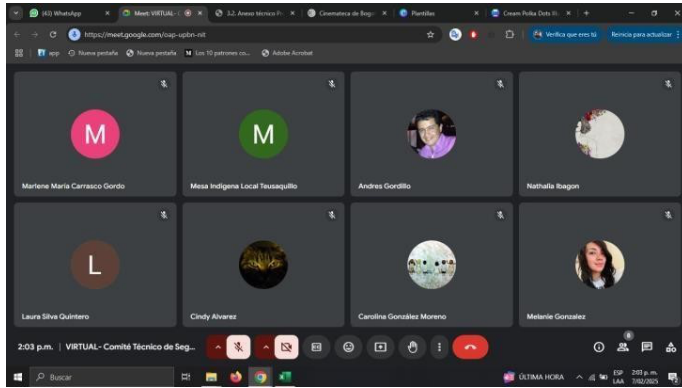 (43) WhatsApp
Meet: VIRTUAL- C
3.2. Anexo técnico F
Cinemateca de Bog
Plantillas
Cream Polka Dots Il
https://meet.google.com/oap-upbn-nit
Verifica que eres tú
Reinicia para actualizar
app
Nueva pestaña
Nueva pestaña
Los 10 patrones co...
Adobe Acrobat
M
M
Marlene María Carrasco Gordo
Mesa Indígena Local Teusaquillo
Andres Gordillo
Nathalia Ibagon
L
Laura Silva Quintero
Cindy Alvarez
Carolina González Moreno
Melanie Gonzalez
2:03 p.m. | VIRTUAL- Comité Técnico de Seg...
8
Buscar
ÚLTIMA HORA
ESP
LAA
2:03 p.m.
7/02/2025